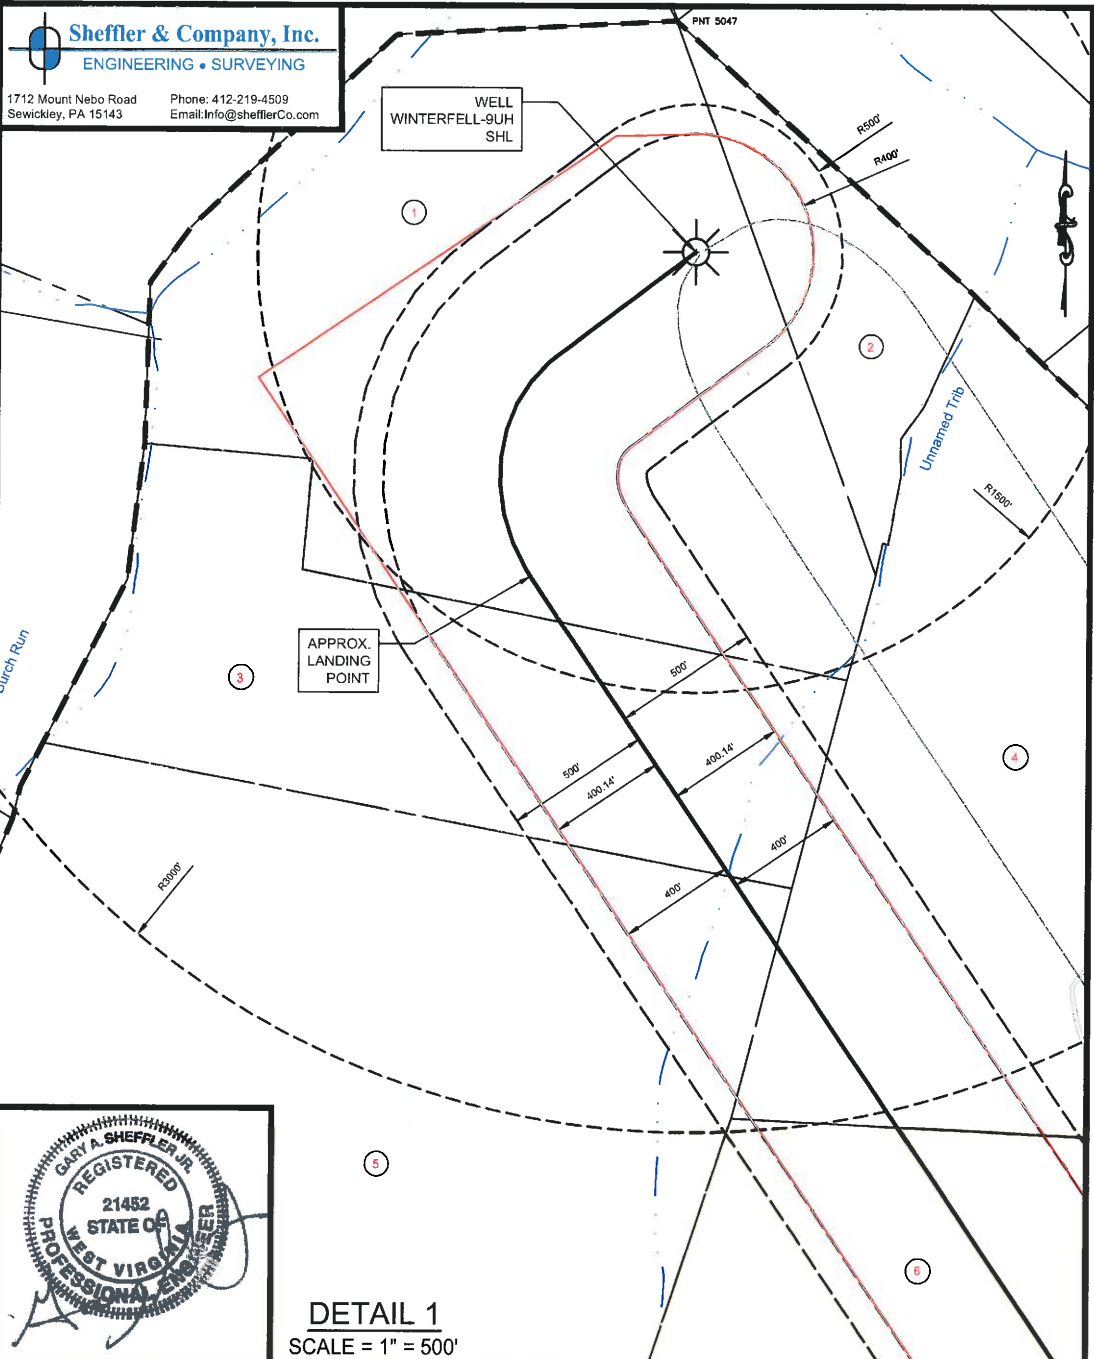 Sheffler & Company, Inc.
ENGINEERING • SURVEYING
1712 Mount Nebo Road
Sewickley, PA 15143
Phone: 412-219-4509
Email:Info@shefflerCo.com
PNT 5047
WELL
WINTERFELL-9UH
SHL
R500'
R400'
1
2
Unnamed Trib
R1500'
APPROX.
LANDING
POINT
Burch Run
3
500'
500'
400.14'
400.14'
4
400'
400'
R3000'
5
6
GARY A. SHEFFLER JR.
REGISTERED
21452
STATE OF
WEST VIRGINIA
PROFESSIONAL ENGINEER
DETAIL 1
SCALE = 1" = 500'